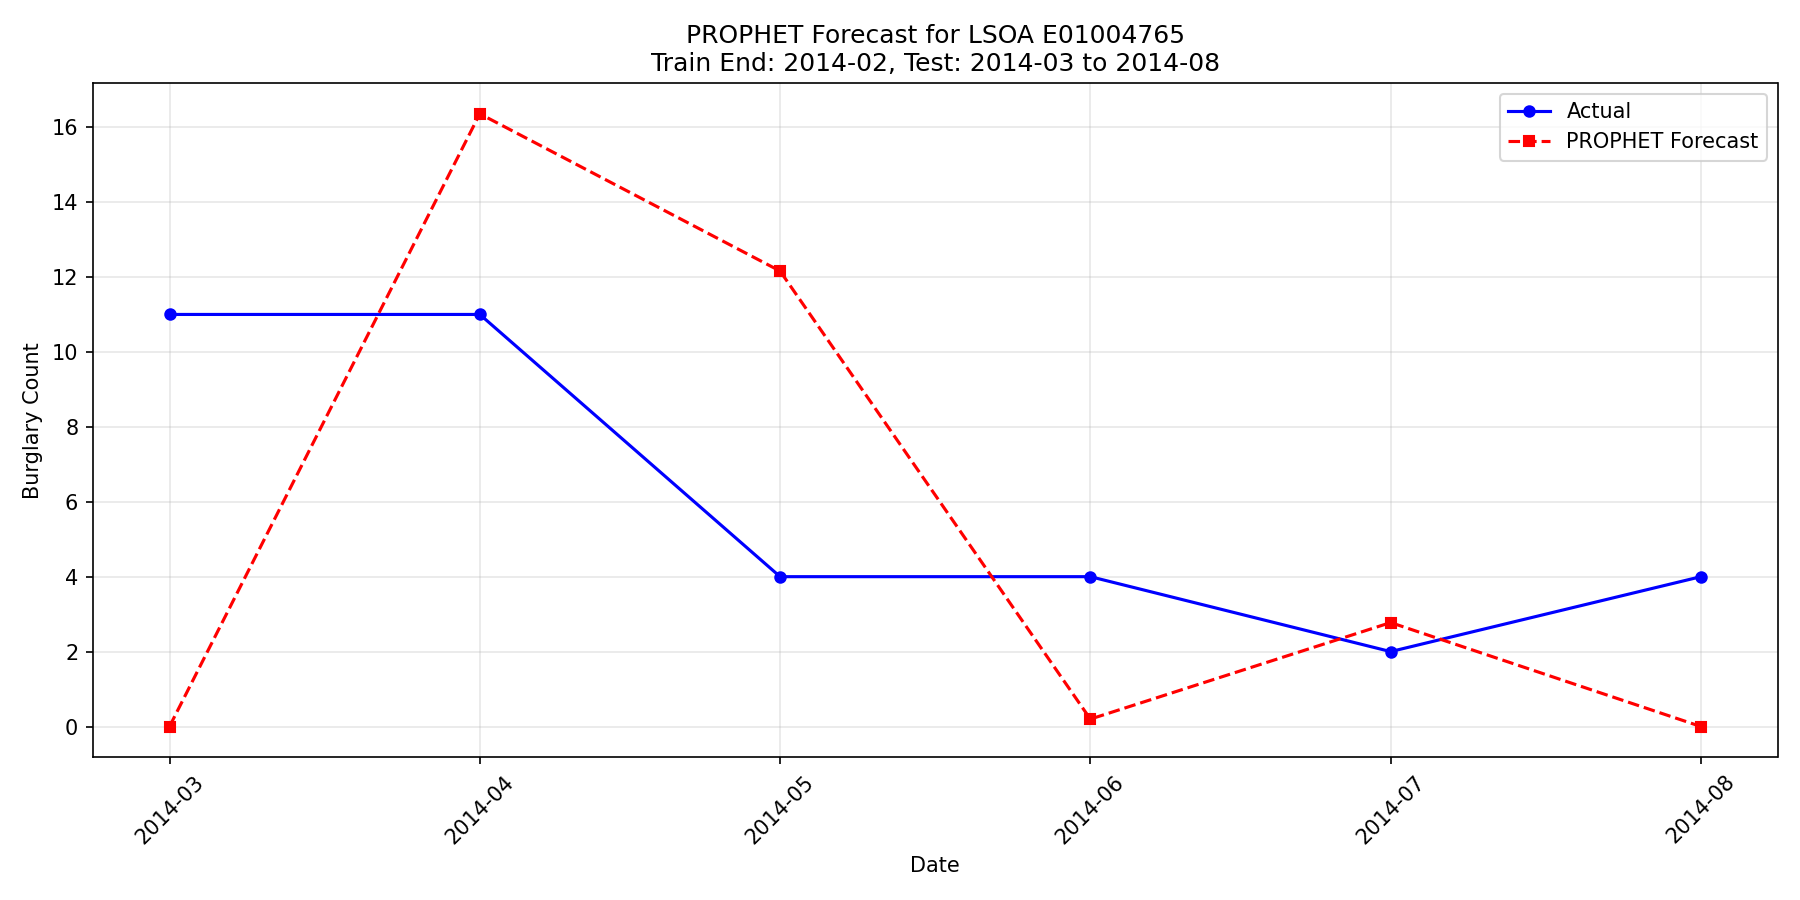 PROPHET Forecast for LSOA E01004765
Train End: 2014-02, Test: 2014-03 to 2014-08
Actual
PROPHET Forecast
Burglary Count
16
14
12
10
8
6
4
2
0
2014-03
2014-04
2014-05
2014-06
2014-07
2014-08
Date